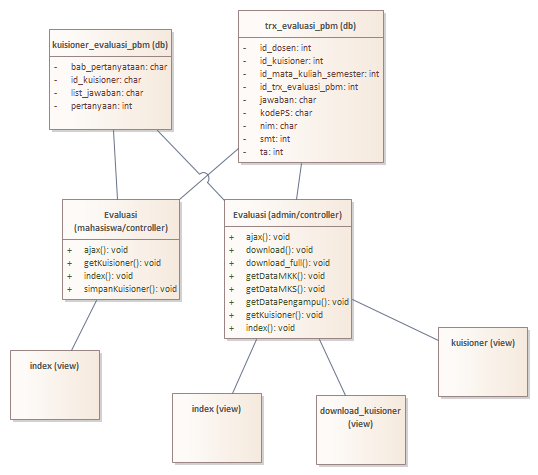 kuisioner_evaluasi_pbm (db)
- bab_pertanyataan: char
- id_kuisioner: char
- list_jawaban: char
- pertanyaan: int
trx_evaluasi_pbm (db)
- id_dosen: int
- id_kuisioner: int
- id_mata_kuliah_semester: int
- id_trx_evaluasi_pbm: int
- jawaban: char
- kodePS: char
- nim: char
- smt: int
- ta: int
Evaluasi
(mahasiswa/controller)
+ ajax(): void
+ getKuisioner(): void
+ index(): void
+ simpanKuisioner(): void
Evaluasi (admin/controller)
+ ajax(): void
+ download(): void
+ download_full(): void
+ getDataMKK(): void
+ getDataMKS(): void
+ getDataPengampu(): void
+ getKuisioner(): void
+ index(): void
index (view)
index (view)
download_kuisioner
(view)
kuisioner (view)